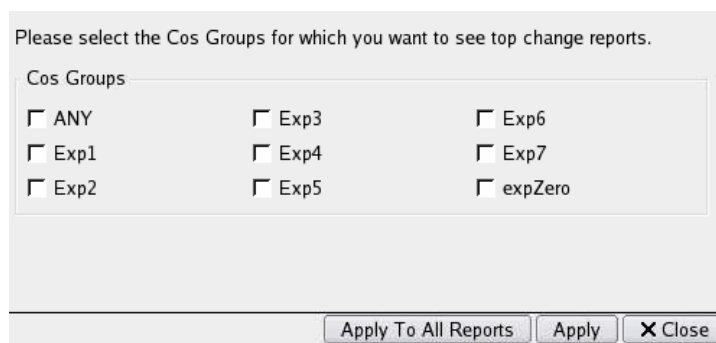 Please select the Cos Groups for which you want to see top change reports.
Cos Groups
ANY Exp3 Exp6
Exp1 Exp4 Exp7
Exp2 Exp5 expZero
Apply To All Reports Apply Close